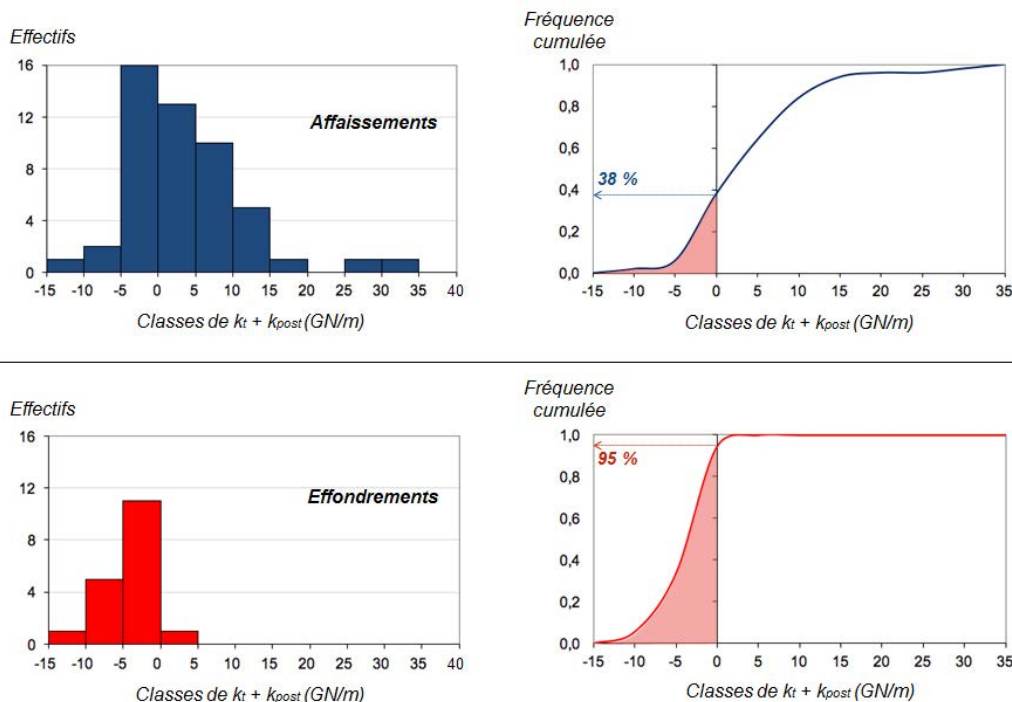 Effectifs
16
12
8
4
0
-15 -10 -5 0 5 10 15 20 25 30 35 40
Affaissements
Classes de kt + kpost (GN/m)
Fréquence
cumulée
1,0
0,8
0,6
0,4
0,2
0,0
38 %
-15 -10 -5 0 5 10 15 20 25 30 35
Classes de kt + kpost (GN/m)
Effectifs
16
12
8
4
0
-15 -10 -5 0 5 10 15 20 25 30 35 40
Effondrements
Classes de kt + kpost (GN/m)
Fréquence
cumulée
1,0
0,8
0,6
0,4
0,2
0,0
95 %
-15 -10 -5 0 5 10 15 20 25 30 35
Classes de kt + kpost (GN/m)